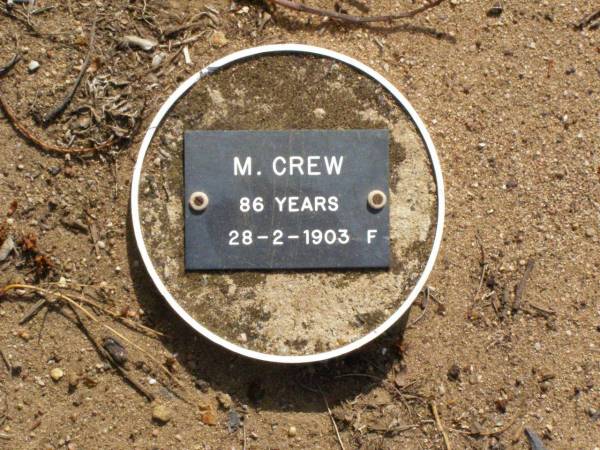 M. CREW
86 YEARS
28-2-1903 F